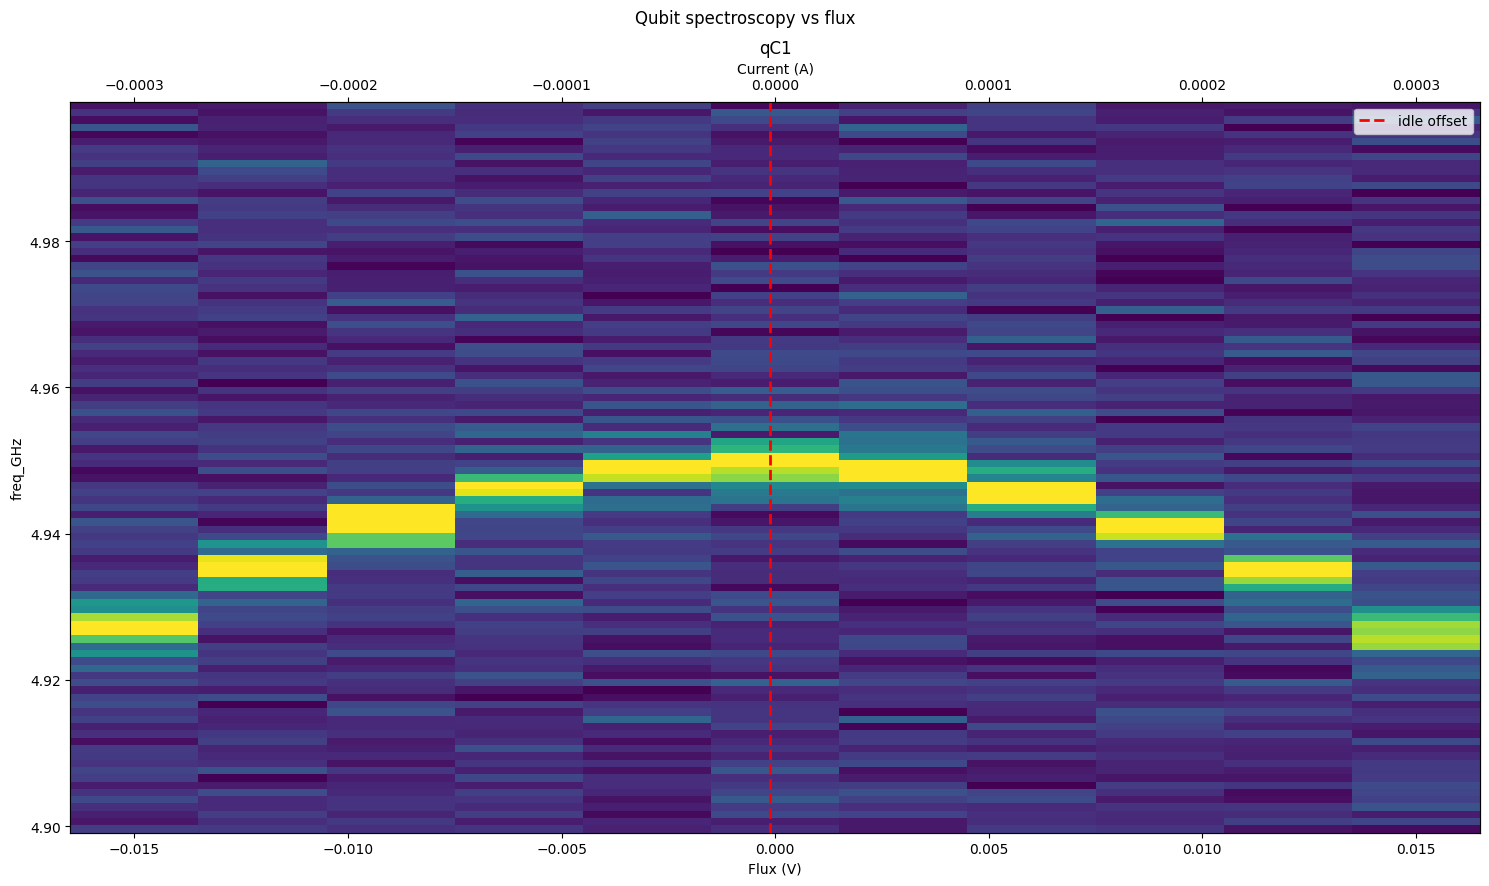 Qubit spectroscopy vs flux
qC1
Current (A)
−0.0003 −0.0002 −0.0001 0.0000 0.0001 0.0002 0.0003
idle offset
4.98
4.96
4.94
4.92
4.90
freq_GHz
−0.015 −0.010 −0.005 0.000 0.005 0.010 0.015
Flux (V)